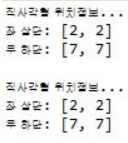 직사각형 위치정보...
좌 상단: [2, 2]
우 하단: [7, 7]

직사각형 위치정보...
좌 상단: [2, 2]
우 하단: [7, 7]